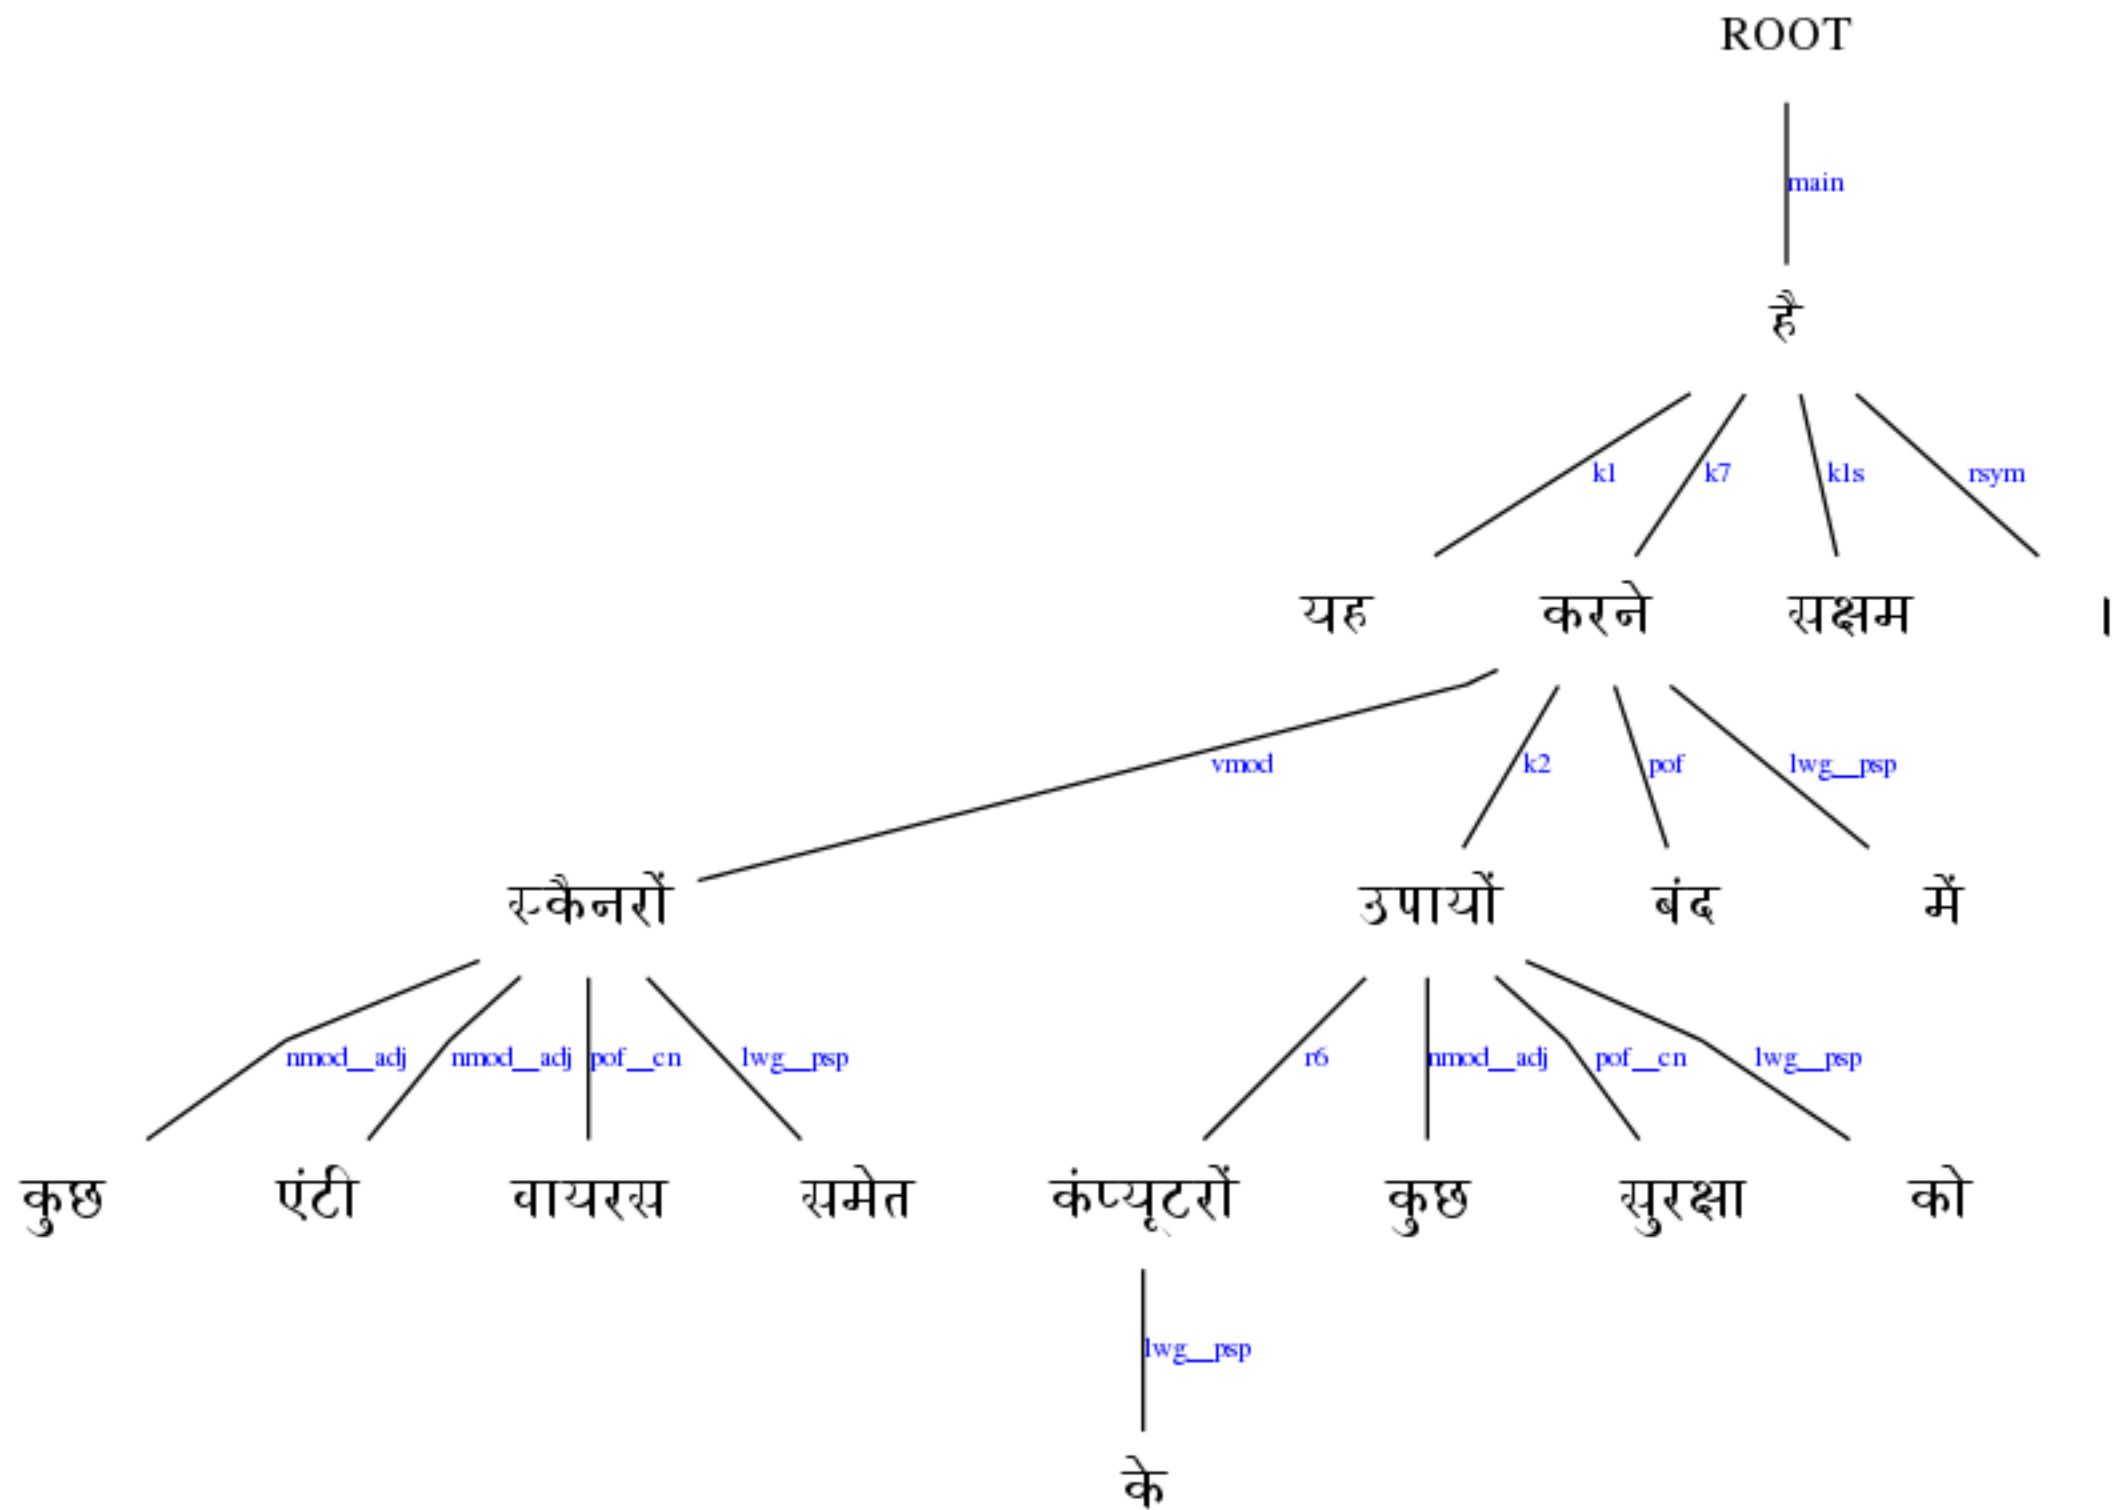 ROOT
main
है
k1 k7 k1s rsym
यह करने सक्षम ।
vmod k2 pof lwg__psp
स्कैनरों उपायों बंद में
nmod__adj nmod__adj pof__cn lwg__psp r6 nmod__adj pof__cn lwg__psp
कुछ एंटी वायरस समेत कंप्यूटरों कुछ सुरक्षा को
lwg__psp
के